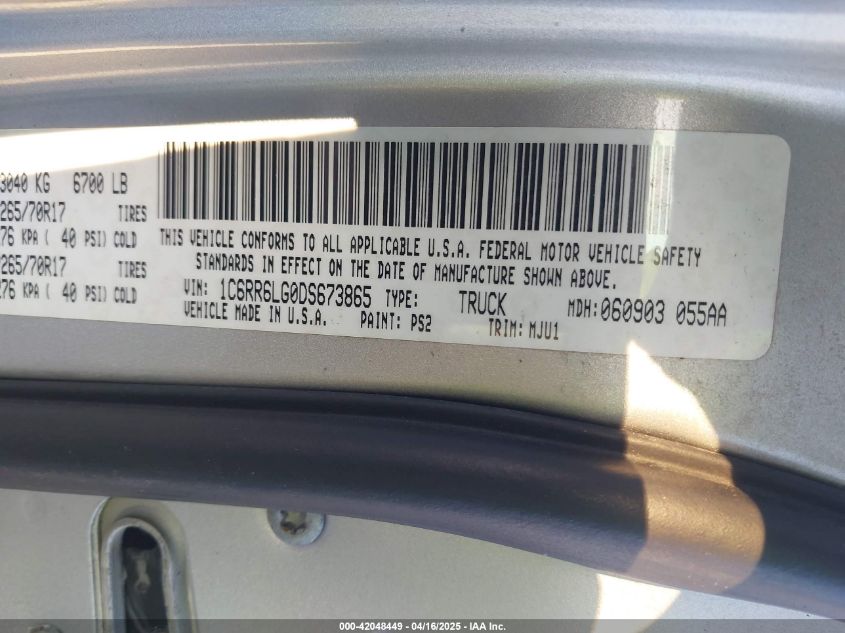 3040 KG 6700 LB
265/70R17 TIRES
76 KPA ( 40 PSI) COLD
265/70R17 TIRES
276 KPA ( 40 PSI) COLD
THIS VEHICLE CONFORMS TO ALL APPLICABLE U.S.A. FEDERAL MOTOR VEHICLE SAFETY
STANDARDS IN EFFECT ON THE DATE OF MANUFACTURE SHOWN ABOVE.
VIN: 1C6RR6LG0DS673865 TYPE: TRUCK MDH:060903 055AA
VEHICLE MADE IN U.S.A. PAINT: PS2 TRIM: MJU1
000-42048449 - 04/16/2025 - IAA Inc.